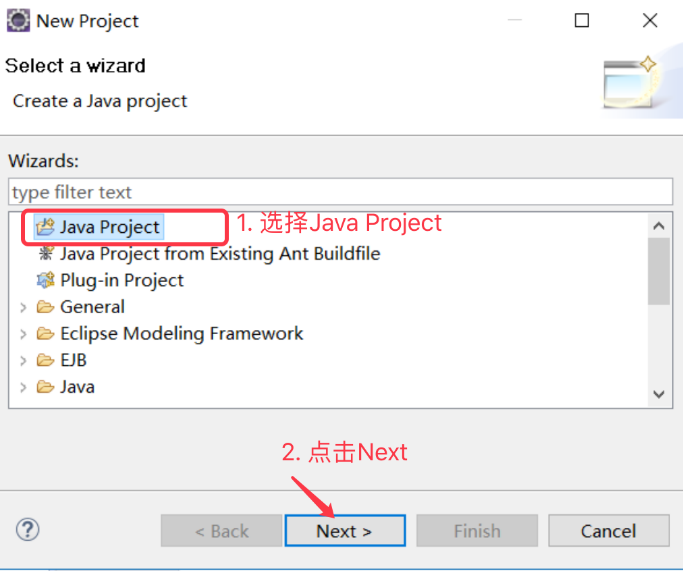 New Project
Select a wizard
Create a Java project
Wizards:
type filter text
Java Project
1. 选择Java Project
Java Project from Existing Ant Buildfile
Plug-in Project
General
Eclipse Modeling Framework
EJB
Java
2. 点击Next
?
< Back
Next >
Finish
Cancel